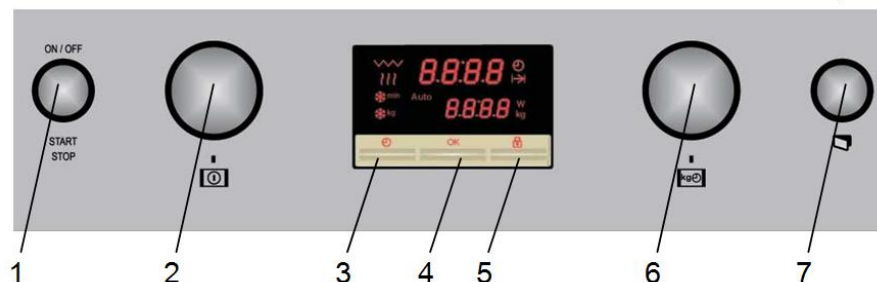 ON / OFF
START
STOP
8.8.8.8
min
Auto
8.8.8.8
W
kg
kg
OK
kg
1 2 3 4 5 6 7